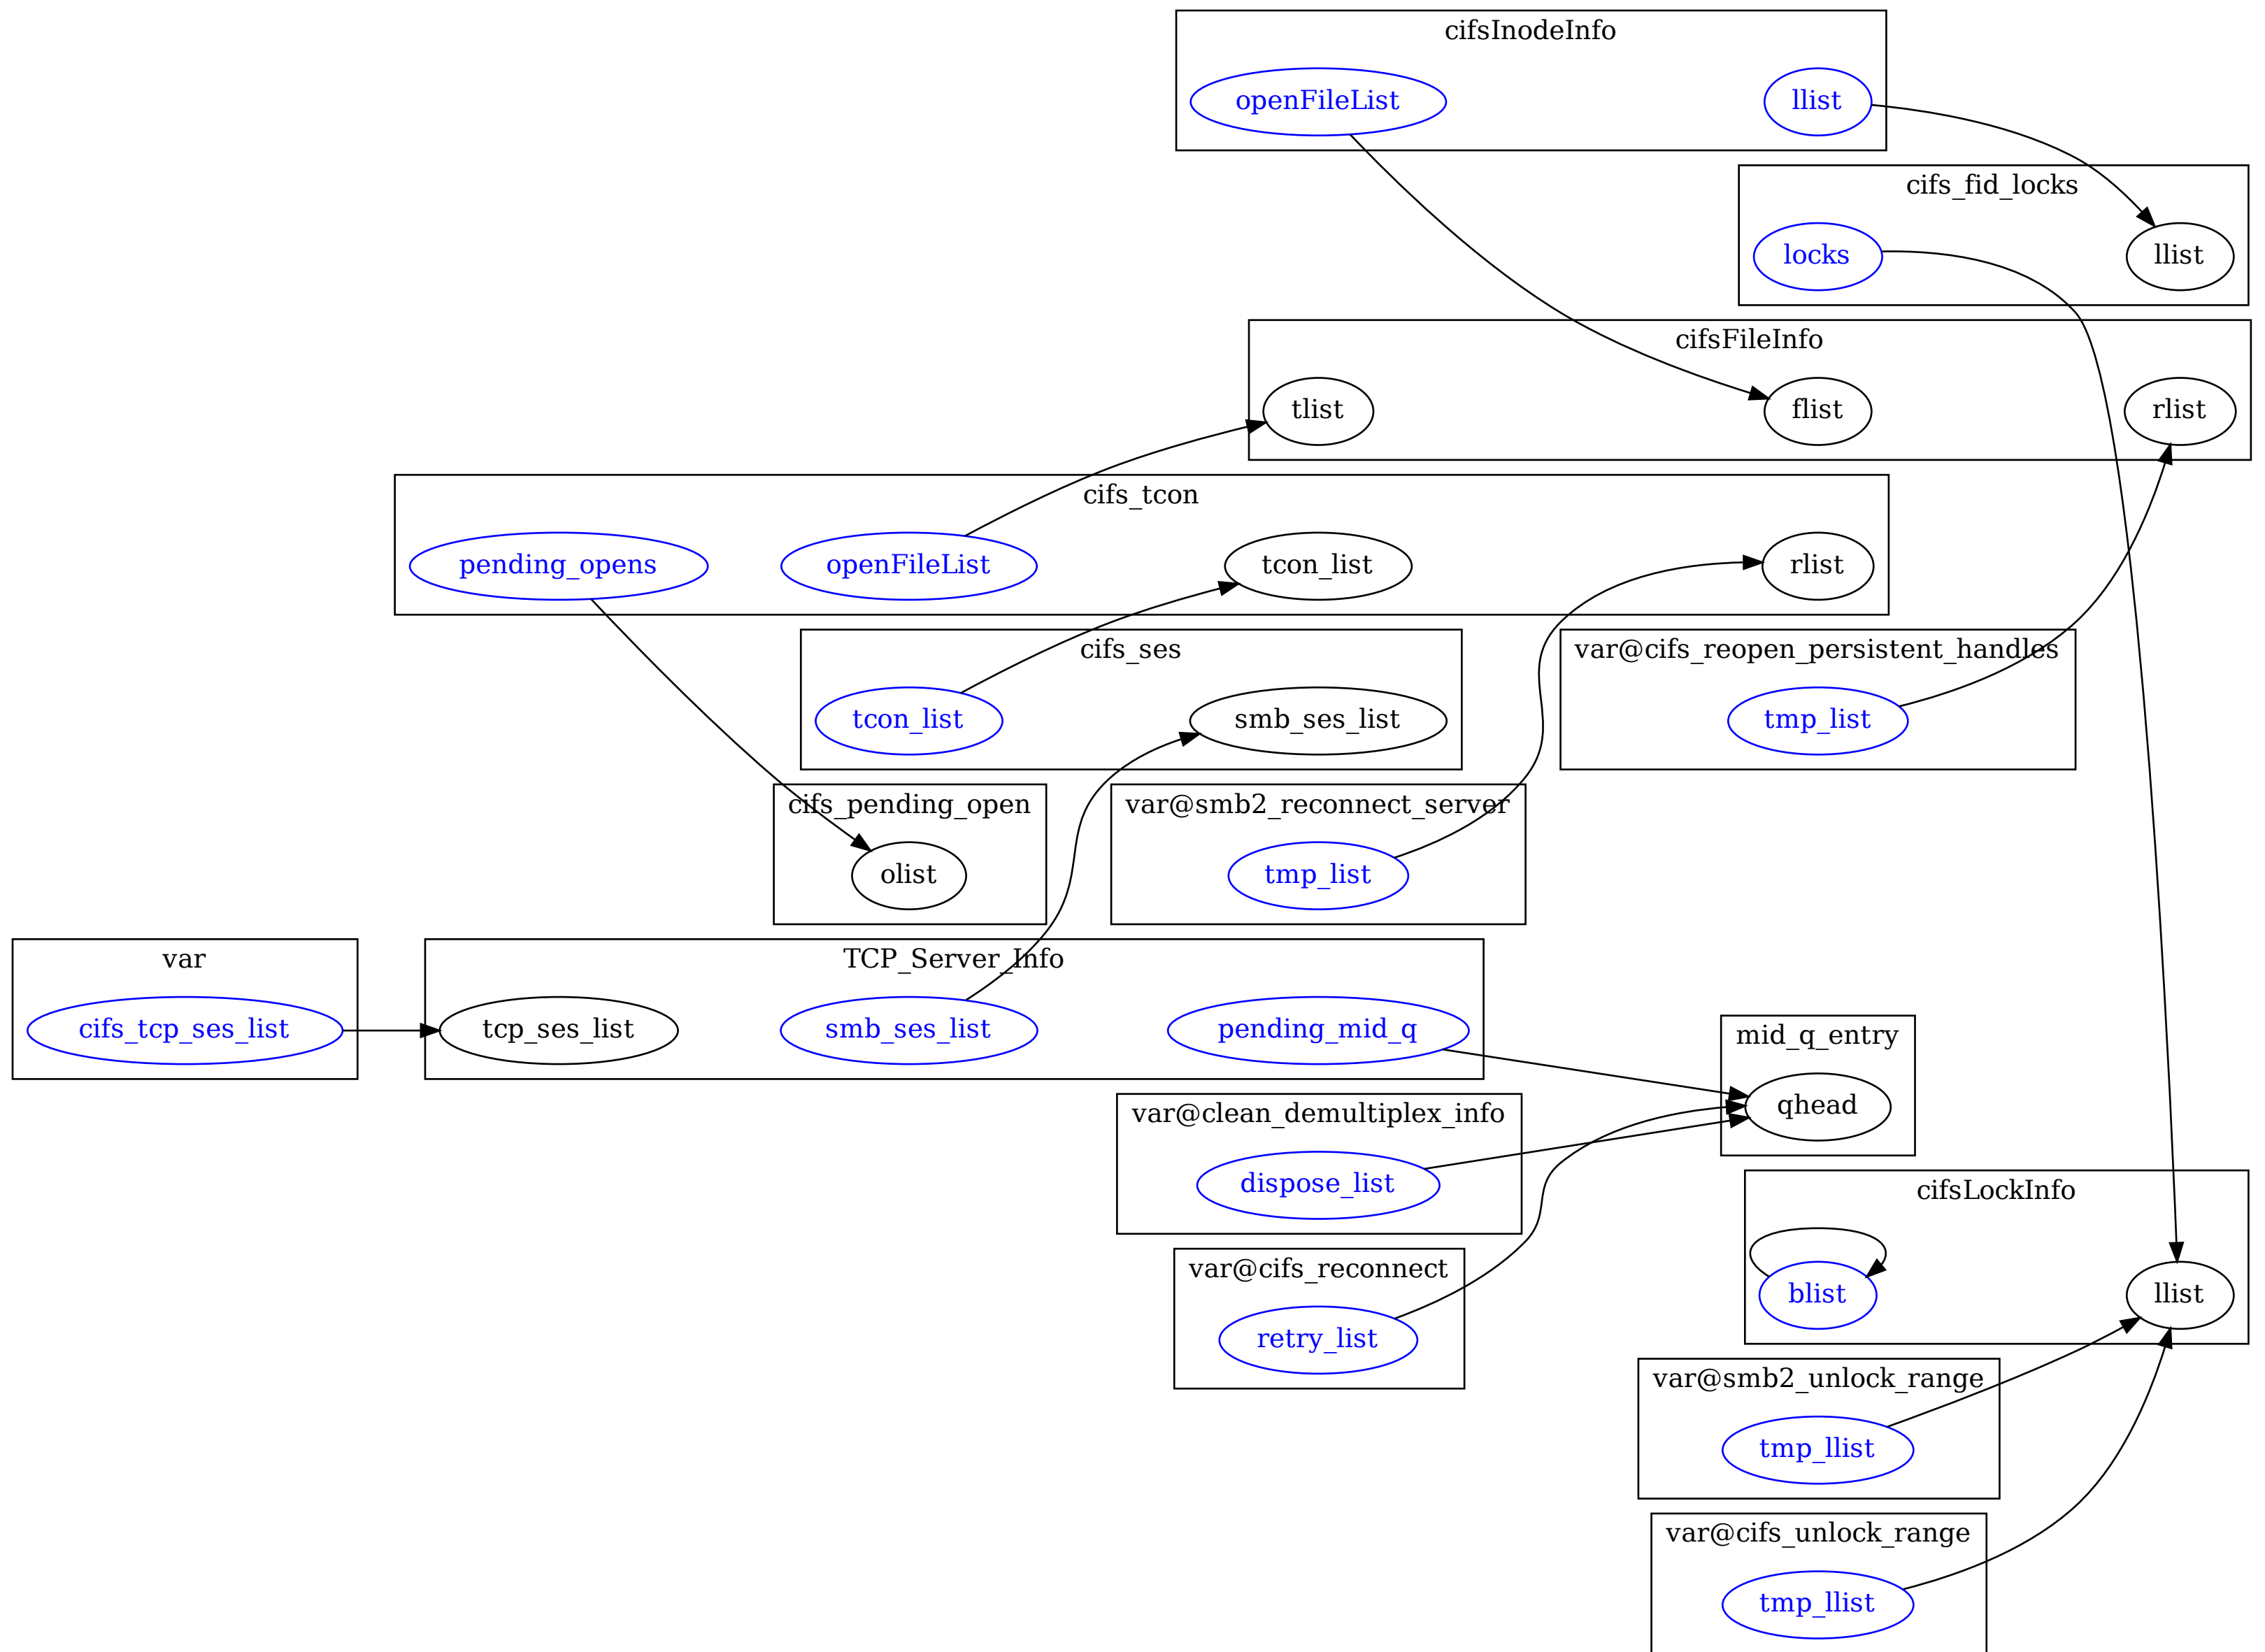 cifsInodeInfo
openFileList
llist
cifs_fid_locks
locks
llist
cifsFileInfo
tlist
flist
rlist
cifs_tcon
pending_opens
openFileList
tcon_list
rlist
cifs_ses
tcon_list
smb_ses_list
var@cifs_reopen_persistent_handles
tmp_list
cifs_pending_open
olist
var@smb2_reconnect_server
tmp_list
var
cifs_tcp_ses_list
TCP_Server_Info
tcp_ses_list
smb_ses_list
pending_mid_q
mid_q_entry
qhead
var@clean_demultiplex_info
dispose_list
cifsLockInfo
blist
llist
var@cifs_reconnect
retry_list
var@smb2_unlock_range
tmp_llist
var@cifs_unlock_range
tmp_llist